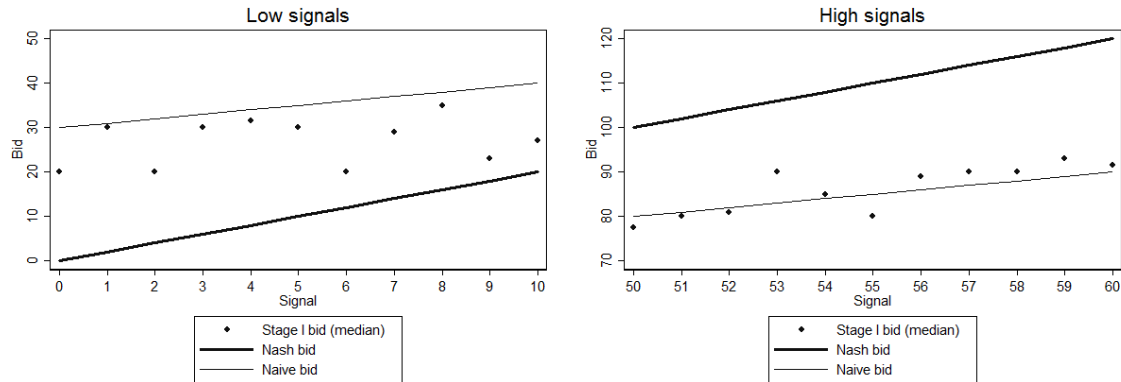 Low signals
50
40
30
20
10
0
Bid
0 1 2 3 4 5 6 7 8 9 10
Signal
Stage I bid (median)
Nash bid
Naive bid
High signals
120
110
100
90
80
70
Bid
50 51 52 53 54 55 56 57 58 59 60
Signal
Stage I bid (median)
Nash bid
Naive bid